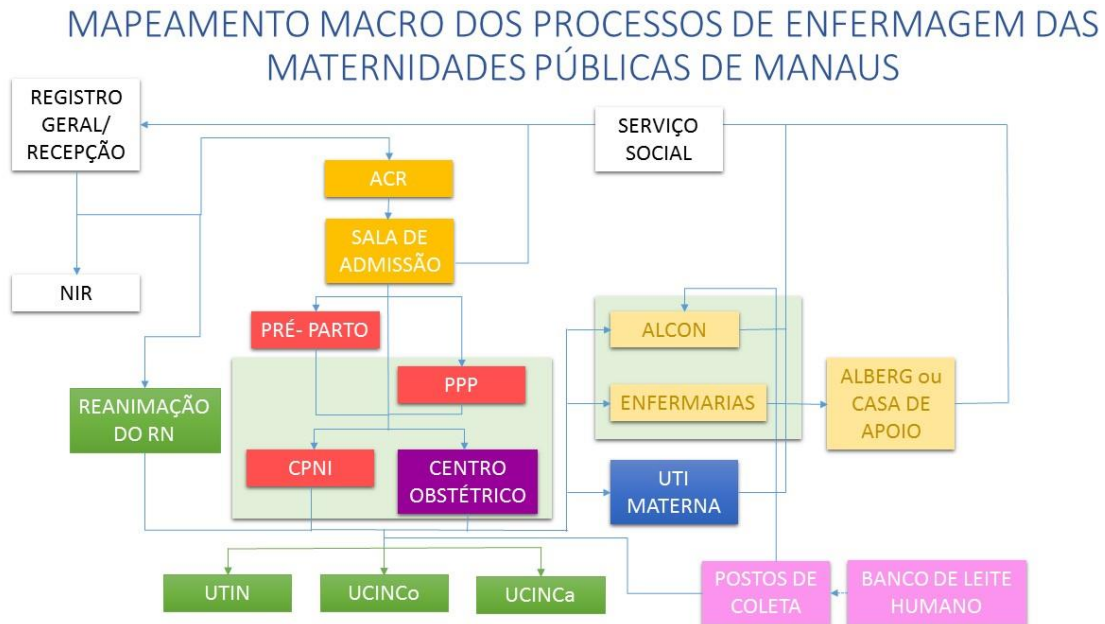 MAPEAMENTO MACRO DOS PROCESSOS DE ENFERMAGEM DAS
MATERNIDADES PÚBLICAS DE MANAUS
REGISTRO
GERAL/
RECEPÇÃO
SERVIÇO
SOCIAL
ACR
SALA DE
ADMISSÃO
NIR
PRÉ- PARTO
ALCON
PPP
REANIMAÇÃO
DO RN
ENFERMARIAS
ALBERG ou
CASA DE
APOIO
CPNI
CENTRO
OBSTÉTRICO
UTI
MATERNA
UTIN
UCINCo
UCINCa
POSTOS DE
COLETA
BANCO DE LEITE
HUMANO